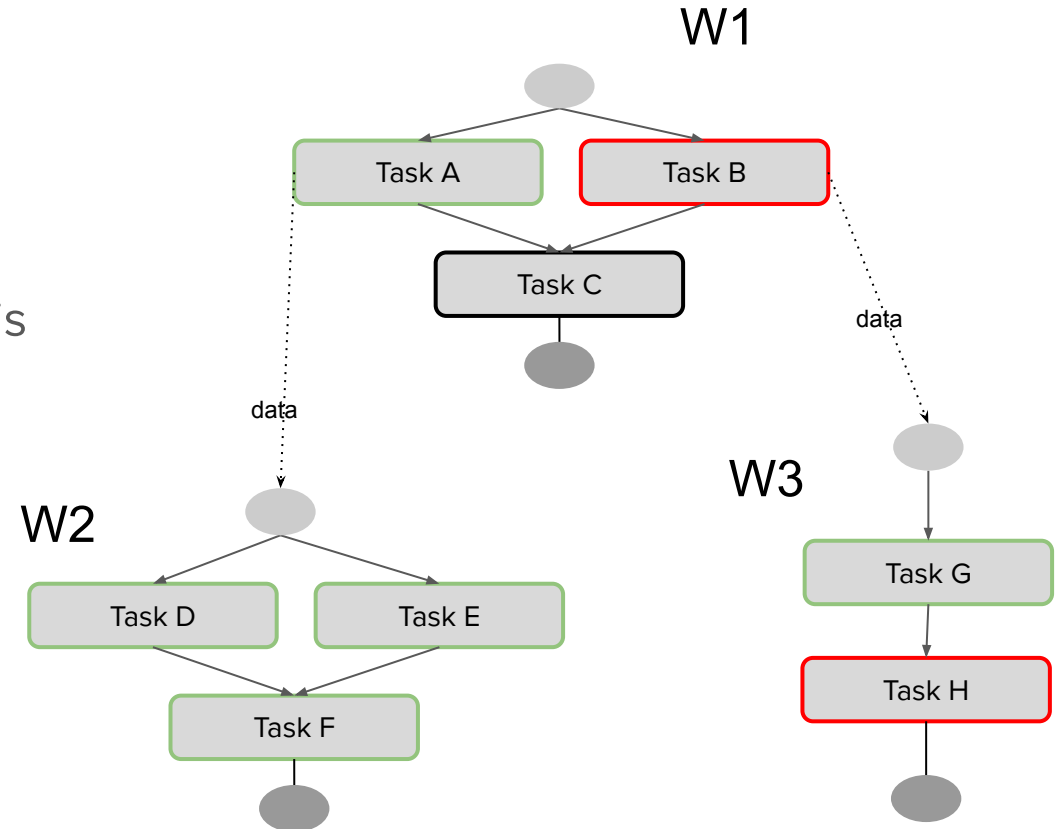 W1
Task A
Task B
Task C
data
data
W3
W2
Task G
Task D
Task E
Task H
Task F